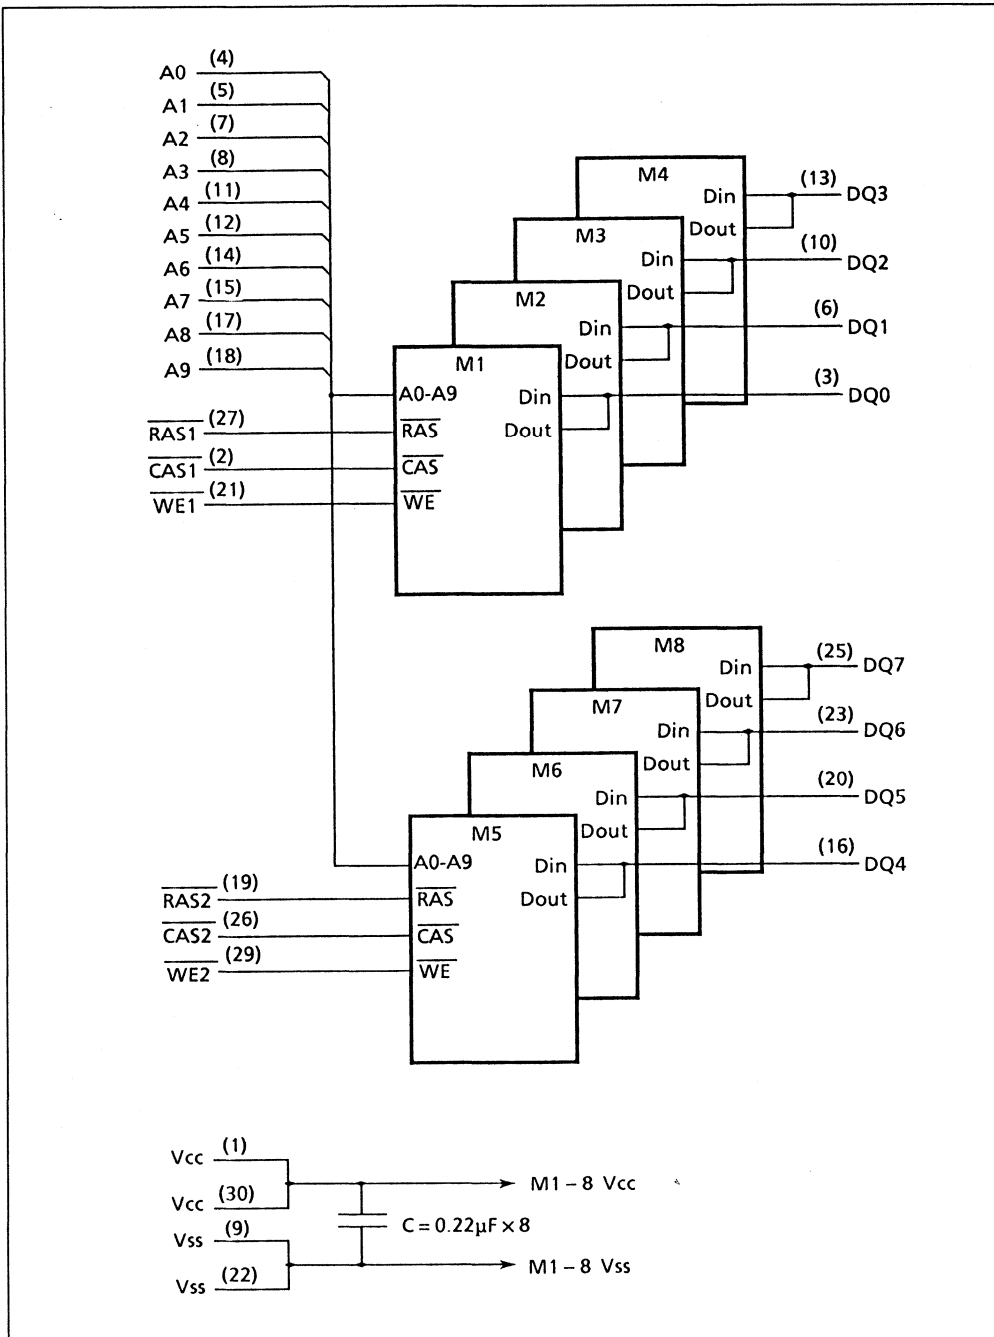 A0 (4)
A1 (5)
A2 (7)
A3 (8)
A4 (11)
A5 (12)
A6 (14)
A7 (15)
A8 (17)
A9 (18)
RAS1 (27)
CAS1 (2)
WE1 (21)
M4
Din (13) DQ3
Dout
M3
Din (10) DQ2
Dout
M2
Din (6) DQ1
Dout
M1
A0-A9 Din (3) DQ0
RAS Dout
CAS
WE
M8
Din (25) DQ7
Dout
M7
Din (23) DQ6
Dout
M6
Din (20) DQ5
Dout
M5
A0-A9 Din (16) DQ4
RAS2 (19) RAS Dout
CAS2 (26) CAS
WE2 (29) WE
Vcc (1)
M1 – 8 Vcc
Vcc (30)
C = 0.22μF × 8
Vss (9)
M1 – 8 Vss
Vss (22)